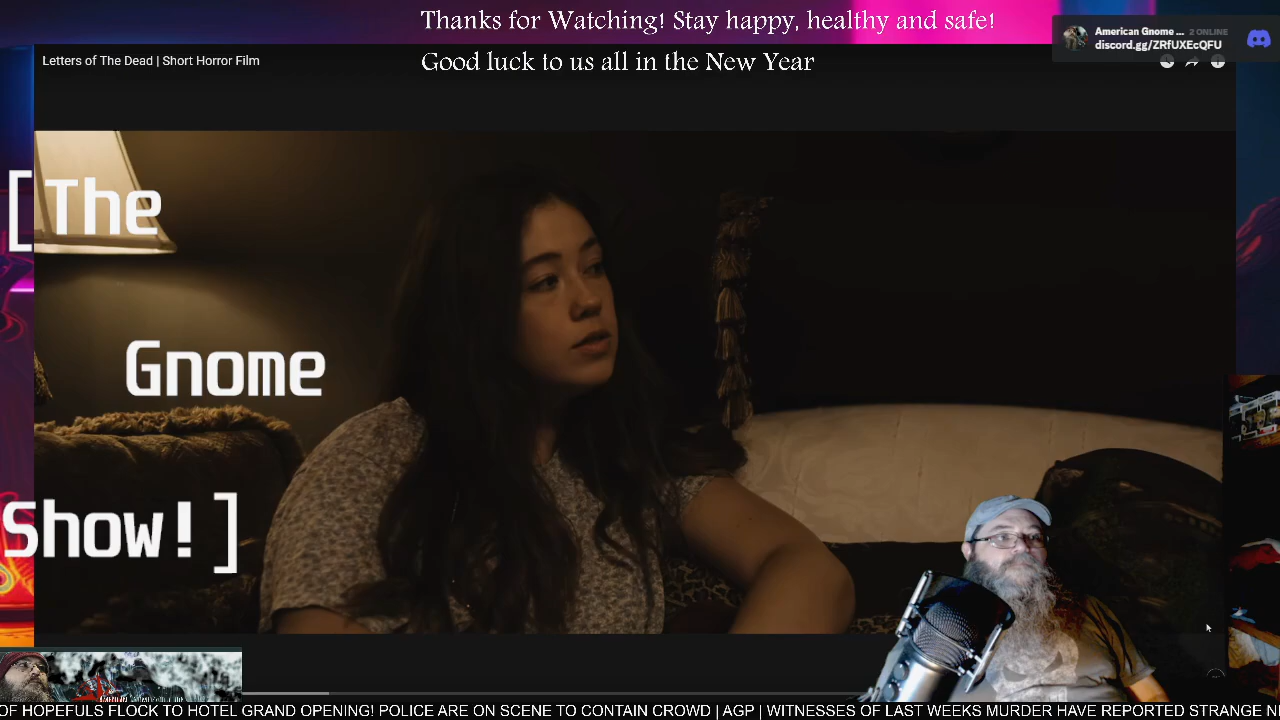 Thanks for Watching! Stay happy, healthy and safe!
Good luck to us all in the New Year
American Gnome ... 2 ONLINE
discord.gg/ZRfUXEcQFU
Letters of The Dead | Short Horror Film
[The
Gnome
Show!]
OF HOPEFULS FLOCK TO HOTEL GRAND OPENING! POLICE ARE ON SCENE TO CONTAIN CROWD | AGP | WITNESSES OF LAST WEEKS MURDER HAVE REPORTED STRANGE N